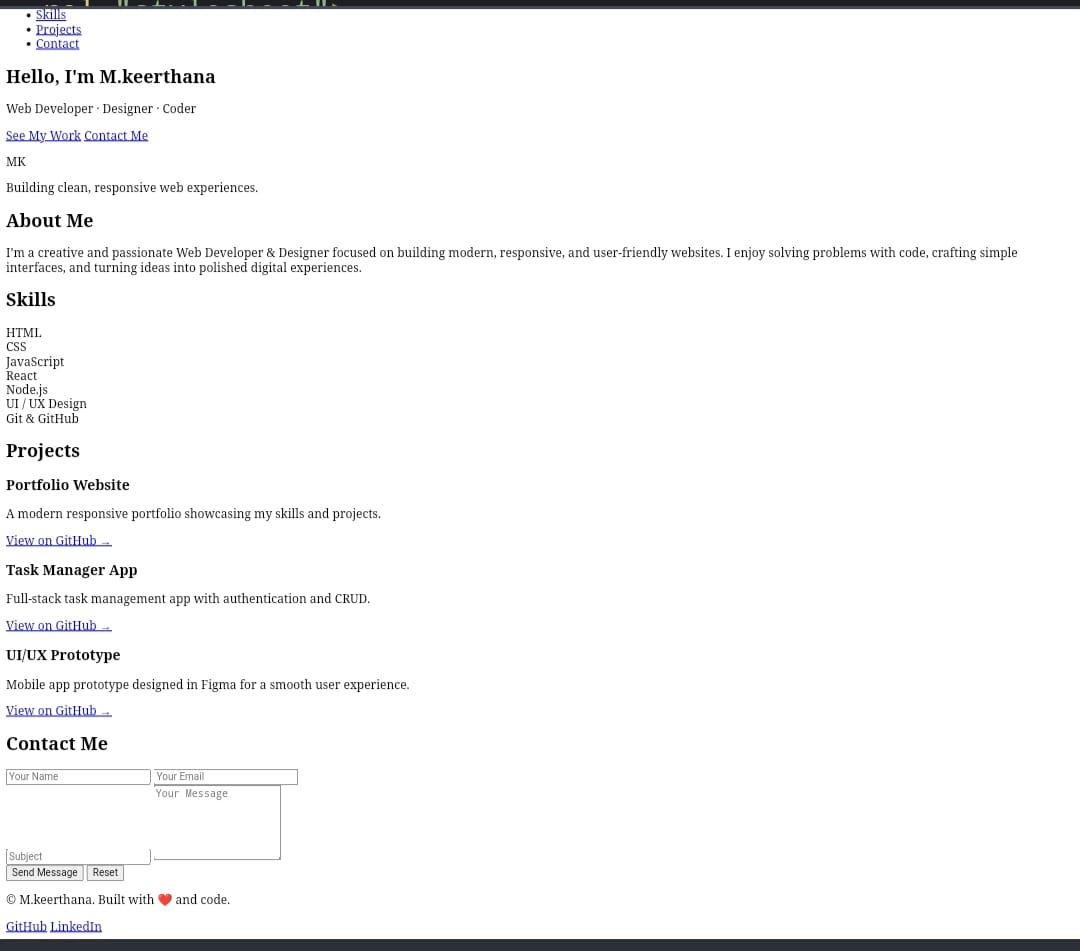 rel="stylesheet">
Skills
Projects
Contact
Hello, I'm M.keerthana
Web Developer · Designer · Coder
See My Work Contact Me
MK
Building clean, responsive web experiences.
About Me
I'm a creative and passionate Web Developer & Designer focused on building modern, responsive, and user-friendly websites. I enjoy solving problems with code, crafting simple
interfaces, and turning ideas into polished digital experiences.
Skills
HTML
CSS
JavaScript
React
Node.js
UI / UX Design
Git & GitHub
Projects
Portfolio Website
A modern responsive portfolio showcasing my skills and projects.
View on GitHub →
Task Manager App
Full-stack task management app with authentication and CRUD.
View on GitHub →
UI/UX Prototype
Mobile app prototype designed in Figma for a smooth user experience.
View on GitHub →
Contact Me
Your Name Your Email
Your Message
Subject
Send Message Reset
© M.keerthana. Built with ❤️ and code.
GitHub LinkedIn